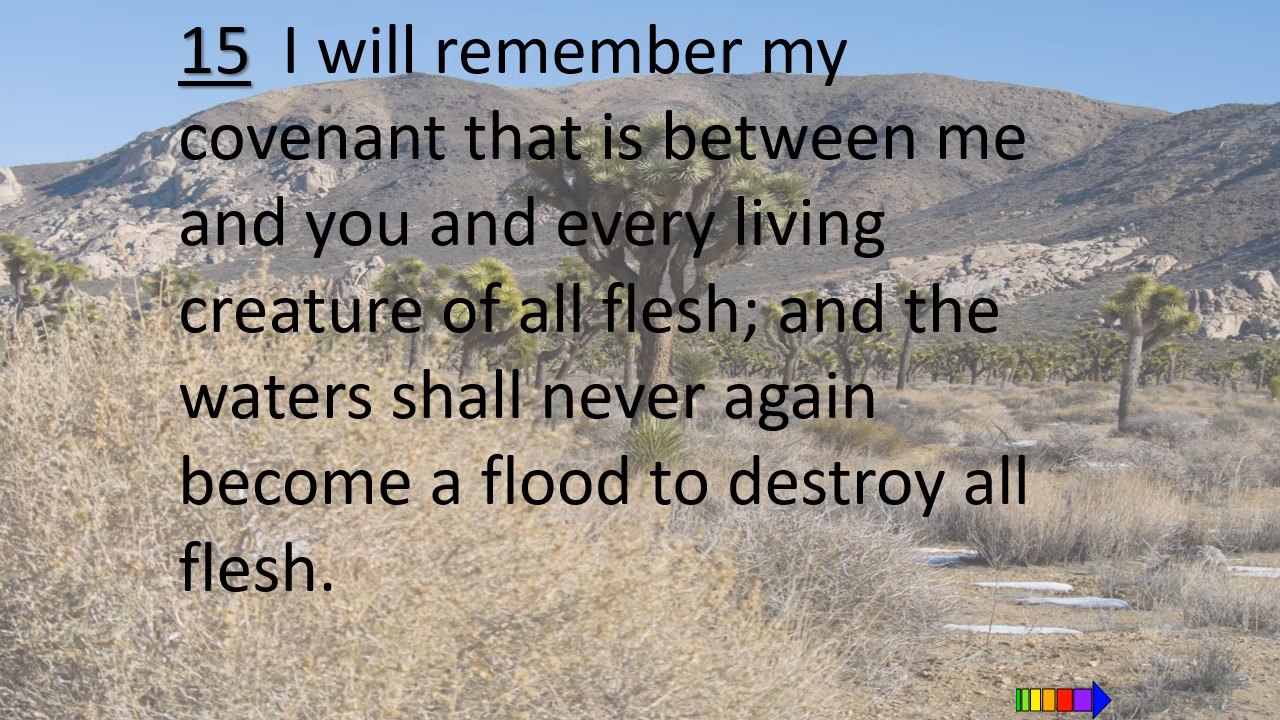 15 I will remember my
covenant that is between me
and you and every living
creature of all flesh; and the
waters shall never again
become a flood to destroy all
flesh.